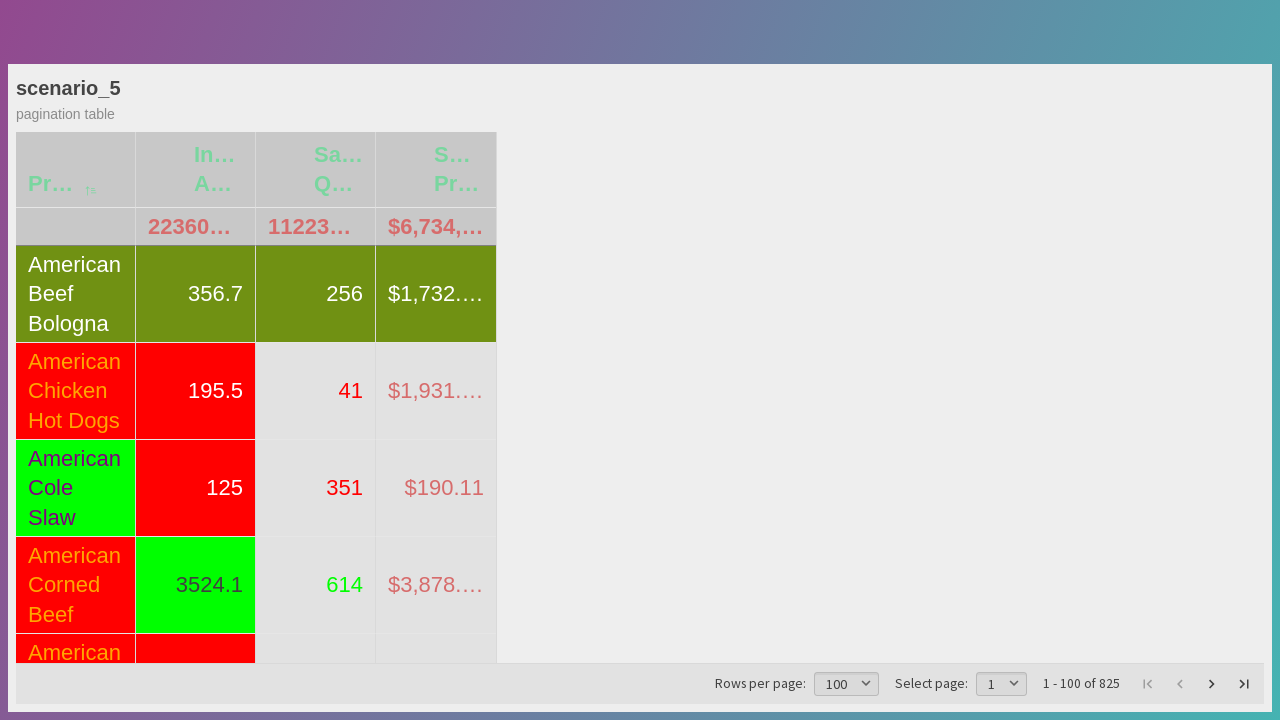 scenario_5
pagination table
Pr…
In… A…
Sa… Q…
S… Pr…
22360… 11223… $6,734,…
American Beef Bologna 356.7 256 $1,732.…
American Chicken Hot Dogs 195.5 41 $1,931.…
American Cole Slaw 125 351 $190.11
American Corned Beef 3524.1 614 $3,878.…
American
Rows per page: 100 Select page: 1 1 - 100 of 825